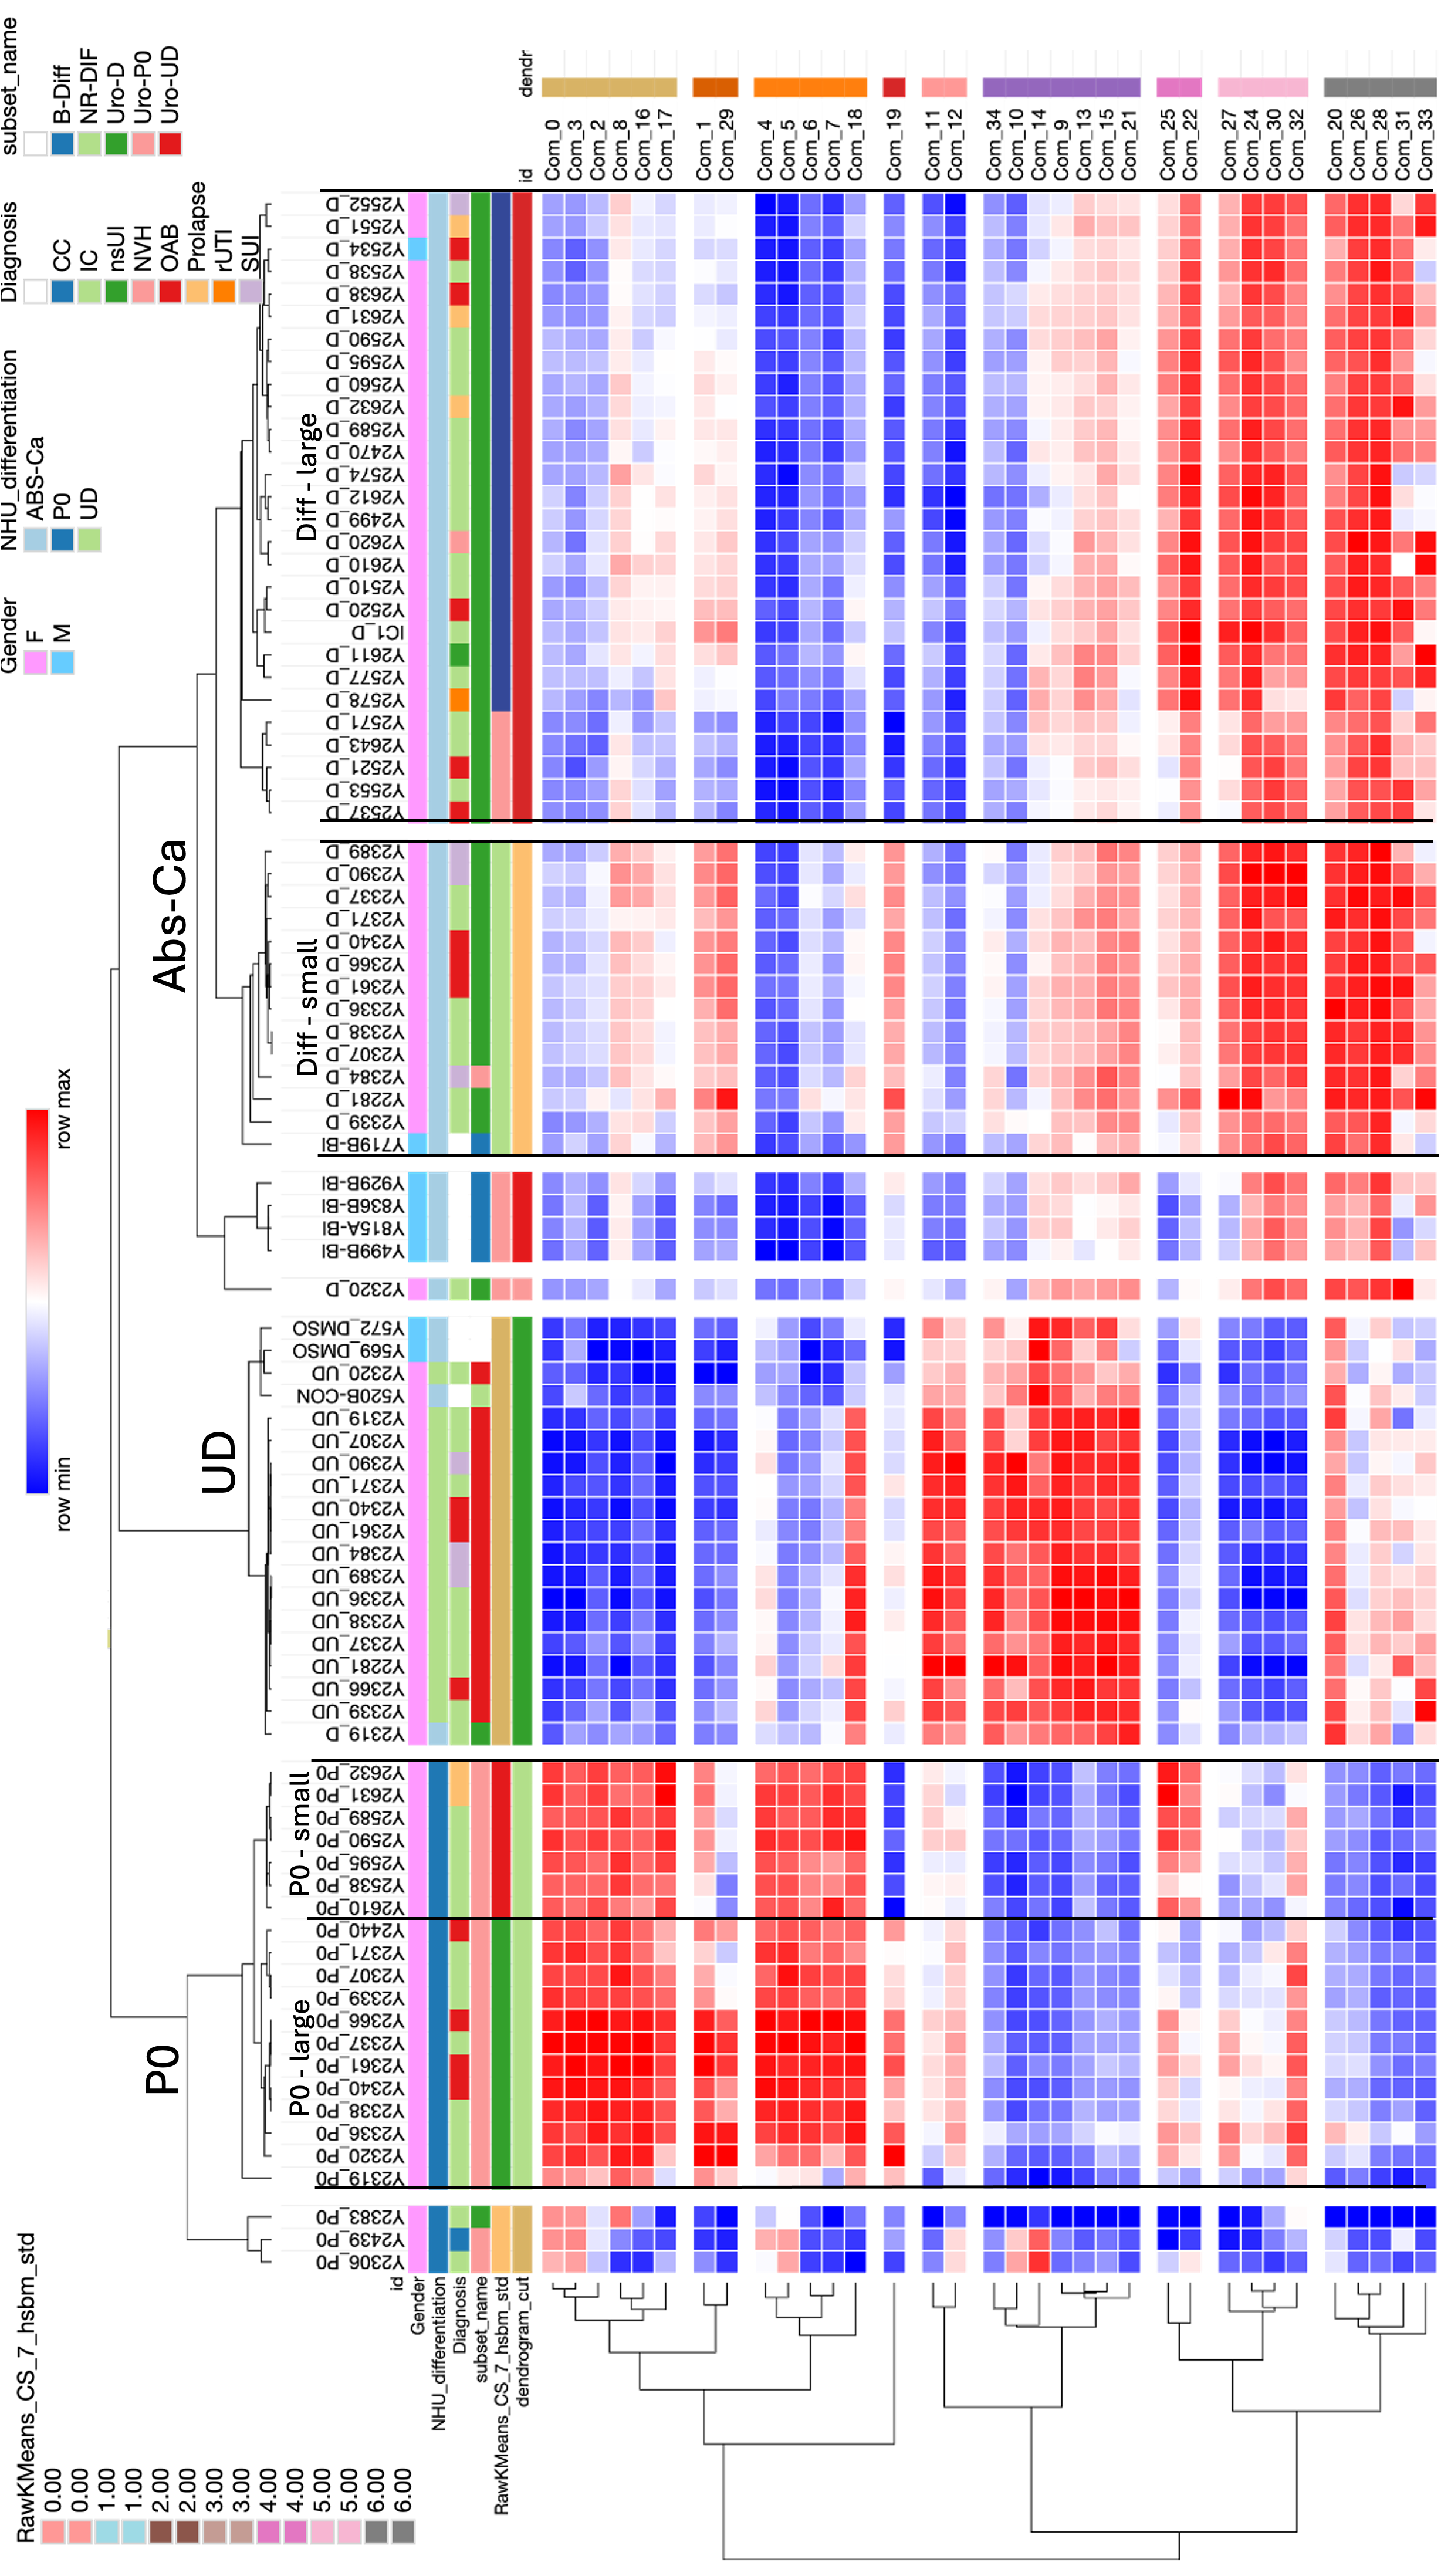 RawKMeans_CS_7_hsbm_std
0.00
0.00
1.00
1.00
2.00
2.00
3.00
3.00
4.00
4.00
5.00
5.00
6.00
6.00
row min
row max
Gender
F
M
NHU_differentiation
ABS-Ca
P0
UD
Diagnosis
CC
IC
nsUI
NVH
OAB
Prolapse
rUTI
SUI
subset_name
B-Diff
NR-DIF
Uro-D
Uro-P0
Uro-UD
P0
UD
Abs-Ca
P0 - large
P0 - small
Diff - small
Diff - large
id
Y2306_P0
Y2439_P0
Y2383_P0
Y2319_P0
Y2320_P0
Y2336_P0
Y2338_P0
Y2340_P0
Y2361_P0
Y2337_P0
Y2366_P0
Y2339_P0
Y2307_P0
Y2371_P0
Y2440_P0
Y2610_P0
Y2538_P0
Y2595_P0
Y2590_P0
Y2589_P0
Y2631_P0
Y2632_P0
Y2319_D
Y2339_UD
Y2366_UD
Y2281_UD
Y2337_UD
Y2338_UD
Y2336_UD
Y2389_UD
Y2384_UD
Y2361_UD
Y2340_UD
Y2371_UD
Y2390_UD
Y2307_UD
Y2319_UD
Y520B-CON
Y2320_UD
Y569_DMSO
Y572_DMSO
Y2320_D
Y499B-Bl
Y815A-Bl
Y836B-Bl
Y929B-Bl
Y719B-Bl
Y2339_D
Y2281_D
Y2384_D
Y2307_D
Y2338_D
Y2336_D
Y2361_D
Y2366_D
Y2340_D
Y2371_D
Y2337_D
Y2390_D
Y2389_D
Y2537_D
Y2553_D
Y2521_D
Y2643_D
Y2571_D
Y2578_D
Y2577_D
Y2611_D
IC1_D
Y2520_D
Y2510_D
Y2610_D
Y2620_D
Y2499_D
Y2612_D
Y2574_D
Y2470_D
Y2589_D
Y2632_D
Y2560_D
Y2595_D
Y2590_D
Y2631_D
Y2638_D
Y2538_D
Y2534_D
Y2551_D
Y2552_D
Gender
NHU_differentiation
Diagnosis
subset_name
RawKMeans_CS_7_hsbm_std
dendrogram_cut
id
dendr
Com_0
Com_3
Com_2
Com_8
Com_16
Com_17
Com_1
Com_29
Com_4
Com_5
Com_6
Com_7
Com_18
Com_19
Com_11
Com_12
Com_34
Com_10
Com_14
Com_9
Com_13
Com_15
Com_21
Com_25
Com_22
Com_27
Com_24
Com_30
Com_32
Com_20
Com_26
Com_28
Com_31
Com_33